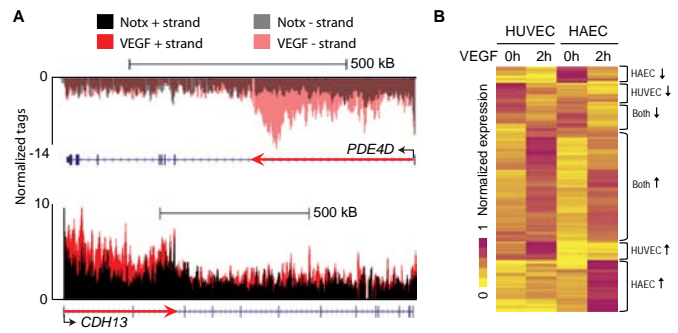 A
Notx + strand
Notx - strand
VEGF + strand
VEGF - strand
500 kB
0
-14
Normalized tags
PDE4D
10
500 kB
0
CDH13
B
HUVEC HAEC
VEGF 0h 2h 0h 2h
HAEC ↓
HUVEC ↓
Both ↓
Both ↑
HUVEC ↑
HAEC ↑
Normalized expression
1
0